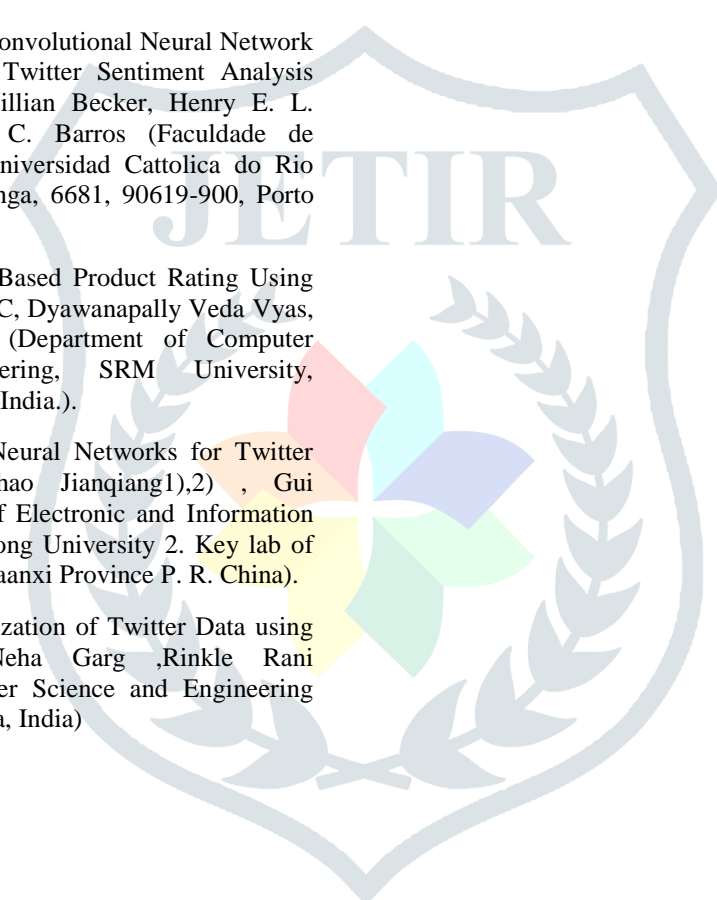 onvolutional Neural Network
Twitter Sentiment Analysis
illian Becker, Henry E. L.
C. Barros (Faculdade de
niversidad Cattolica do Rio
nga, 6681, 90619-900, Porto
Based Product Rating Using
C, Dyawanapally Veda Vyas,
(Department of Computer
ering, SRM University,
India.).
Neural Networks for Twitter
hao Jianqiang1),2) , Gui
f Electronic and Information
ong University 2. Key lab of
aanxi Province P. R. China).
ization of Twitter Data using
Neha Garg ,Rinkle Rani
er Science and Engineering
a, India)
JETIR